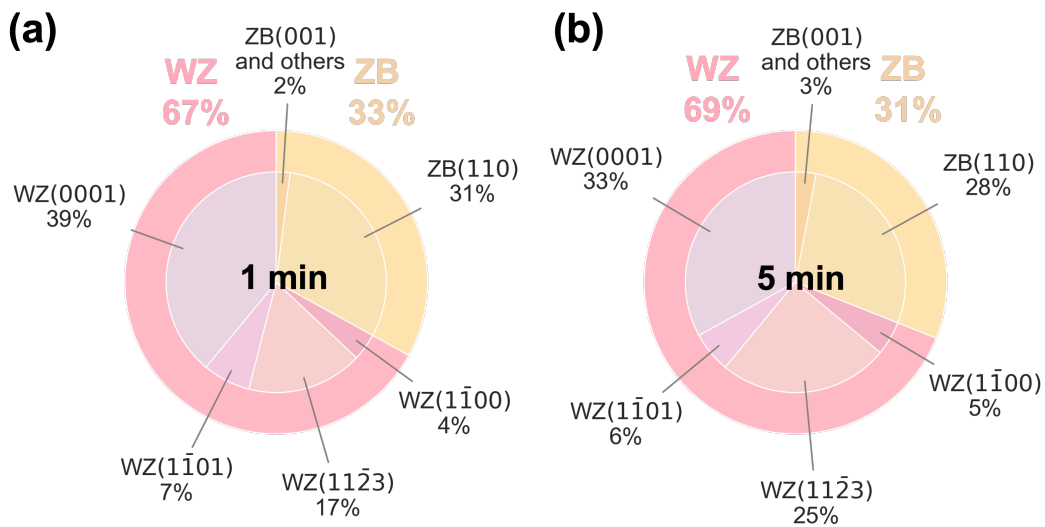 (a)
ZB(001)
and others
2%
WZ
67%
ZB
33%
WZ(0001)
39%
ZB(110)
31%
1 min
WZ(11̅00)
4%
WZ(11̅01)
7%
WZ(112̅3)
17%
(b)
ZB(001)
and others
3%
WZ
69%
ZB
31%
WZ(0001)
33%
ZB(110)
28%
5 min
WZ(11̅00)
5%
WZ(11̅01)
6%
WZ(112̅3)
25%